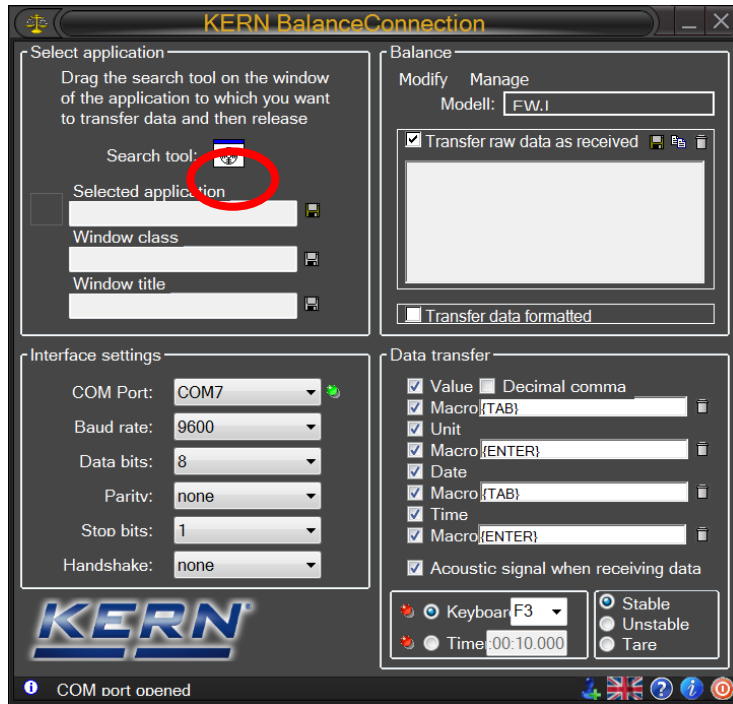 KERN BalanceConnection
Select application
Drag the search tool on the window
of the application to which you want
to transfer data and then release
Search tool:
Selected application
Window class
Window title
Balance
Modify Manage
Modell: FW.I
Transfer raw data as received
Transfer data formatted
Interface settings
COM Port: COM7
Baud rate: 9600
Data bits: 8
Parity: none
Stop bits: 1
Handshake: none
Data transfer
Value Decimal comma
Macro {TAB}
Unit
Macro {ENTER}
Date
Macro {TAB}
Time
Macro {ENTER}
Acoustic signal when receiving data
Keyboar F3
Time :00:10.000
Stable
Unstable
Tare
KERN
COM port opened